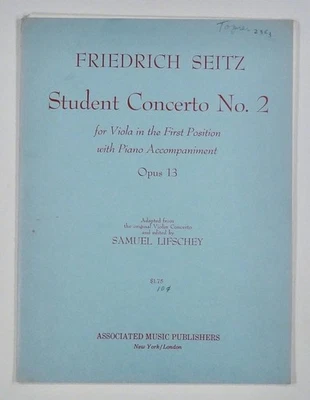 FRIEDRICH SEITZ
Student Concerto No. 2
for Viola in the First Position
with Piano Accompaniment
Opus 13
Adapted from
the original Violin Concerto
and edited by
SAMUEL LIFSCHEY
ASSOCIATED MUSIC PUBLISHERS
New York/London